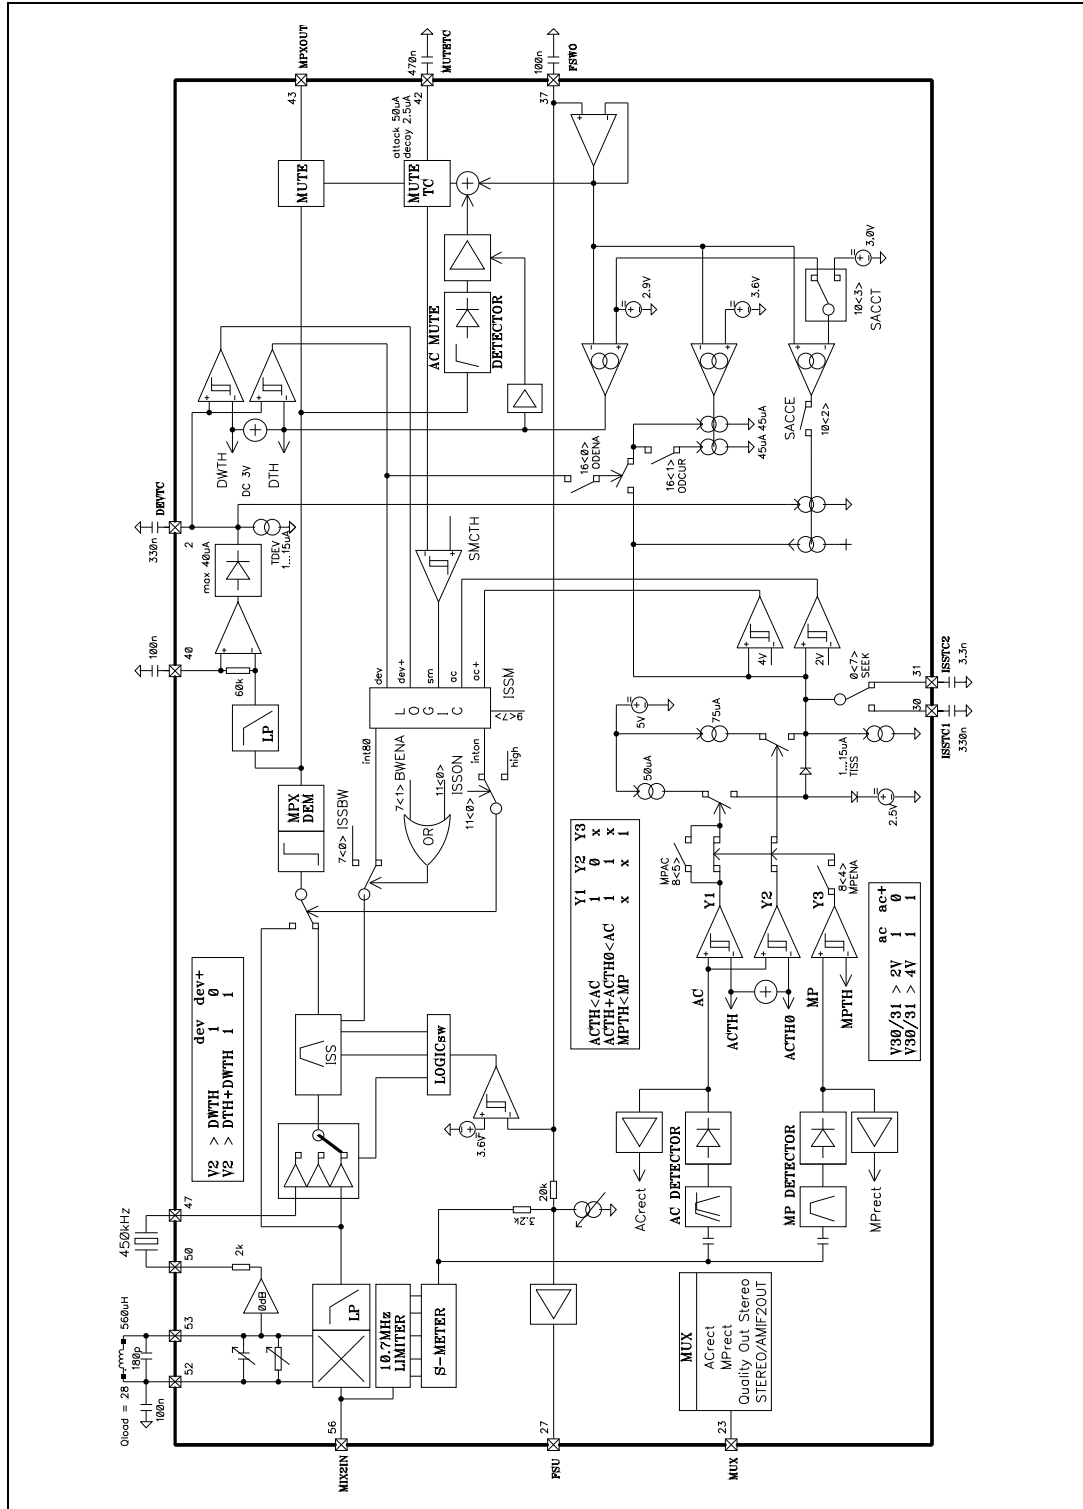 MPXOUT
MUTETC
FSWO
470n
100n
43
42
37
attack 50uA
decay 2.5uA
MUTE
MUTE
TC
AC MUTE
DETECTOR
2.9V
3.6V
3.0V
10<3>
SACCT
SACCE
10<2>
45uA 45uA
16<0>
ODENA
16<1>
ODCUR
DWTH
DC 3V
DTH
DEVTC
330n
2
max 40uA
TDEV
1...15uA
100n
40
60k
LP
SMCTH
dev
dev+
sm
ac
ac+
LOGIC
ISSM
9<7>
int80
inton
high
7<1> BWENA
11<0>
ISSON
11<0>
OR
7<0> ISSBW
MPX
DEM
4V
2V
0<7>
SEEK
31
ISSTC2
3.3n
30
ISSTC1
330n
5V
75uA
50uA
1...15uA
TISS
2.5V
MPAC
8<5>
8<4>
MPENA
Y1 Y2 Y3
ACTH<AC 1 0 x
ACTH+ACTH0<AC 1 1 x
MPTH<MP x x 1
Y1
Y2
Y3
AC
ACTH
ACTH0
MP
MPTH
ac ac+
V30/31 > 2V 1 0
V30/31 > 4V 1 1
dev dev+
V2 > DWTH 1 0
V2 > DTH+DWTH 1 1
ISS
LOGICsw
3.6V
20k
3.2k
ACrect
AC DETECTOR
MP DETECTOR
MPrect
450kHz
47
50
2k
0dB
560uH
53
180p
52
Qload = 28
100n
LP
10.7MHz
LIMITER
S-METER
MUX
ACrect
MPrect
Quality Out Stereo
STEREO/AMIF2OUT
56
MIX2IN
27
FSU
23
MUX